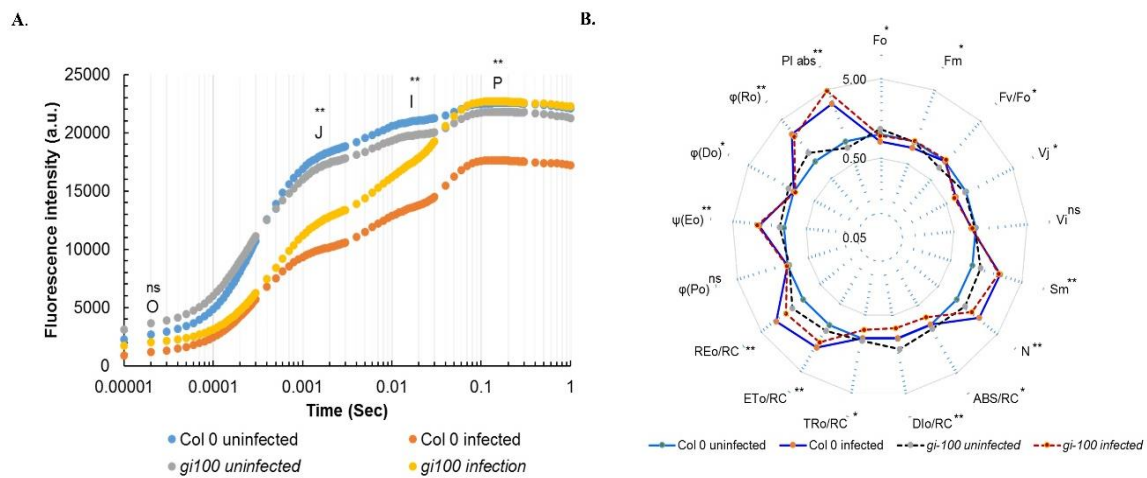 A.
B.
25000
20000
15000
10000
5000
0
Fluorescence intensity (a.u.)
ns
O
**
J
**
I
**
P
0.00001
0.0001
0.001
0.01
0.1
1
Time (Sec)
Col 0 uninfected
Col 0 infected
gi100 uninfected
gi100 infection
Fo*
Fm*
Fv/Fo*
Vj*
Vi ns
Sm**
N**
ABS/RC*
DIo/RC**
TRo/RC*
ETo/RC**
REo/RC**
φ(Po) ns
ψ(Eo)**
φ(Do)*
φ(Ro)**
PI abs**
5.00
0.50
0.05
Col 0 uninfected
Col 0 infected
gi-100 uninfected
gi-100 infected